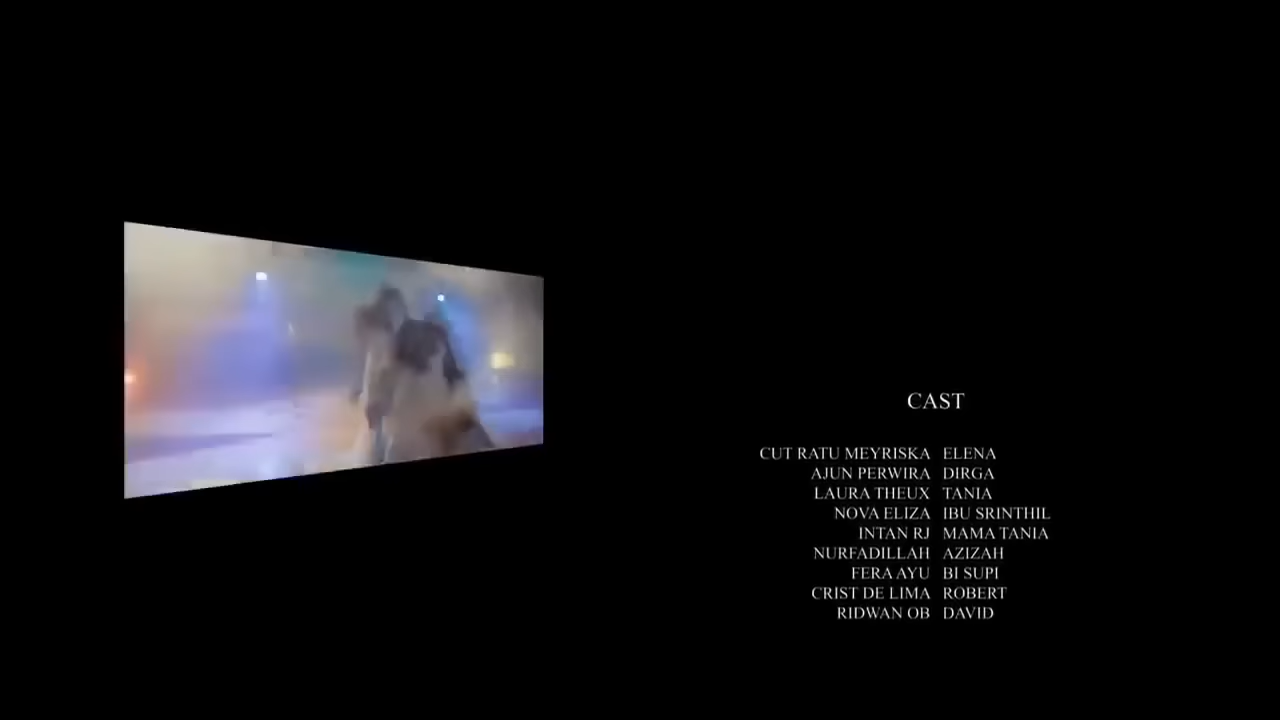 CAST
CUT RATU MEYRISKA ELENA
AJUN PERWIRA DIRGA
LAURA THEUX TANIA
NOVA ELIZA IBU SRINTHIL
INTAN RJ MAMA TANIA
NURFADILLAH AZIZAH
FERA AYU BI SUPI
CRIST DE LIMA ROBERT
RIDWAN OB DAVID